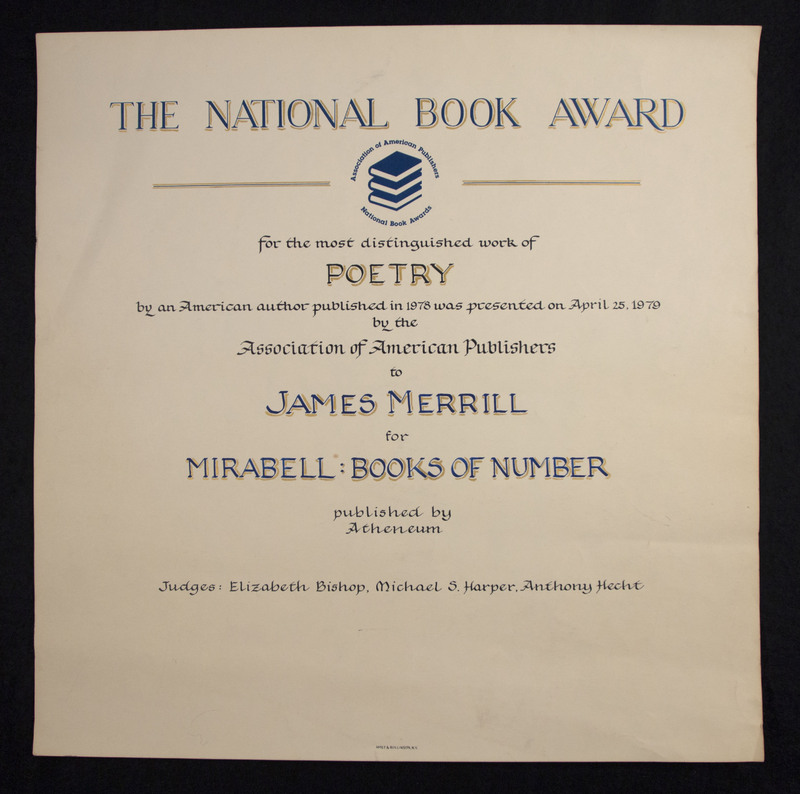 THE NATIONAL BOOK AWARD
Association of American Publishers
National Book Awards
for the most distinguished work of
POETRY
by an American author published in 1978 was presented on April 25, 1979
by the
Association of American Publishers
to
JAMES MERRILL
for
MIRABELL: BOOKS OF NUMBER
published by
Atheneum
Judges: Elizabeth Bishop, Michael S. Harper, Anthony Hecht